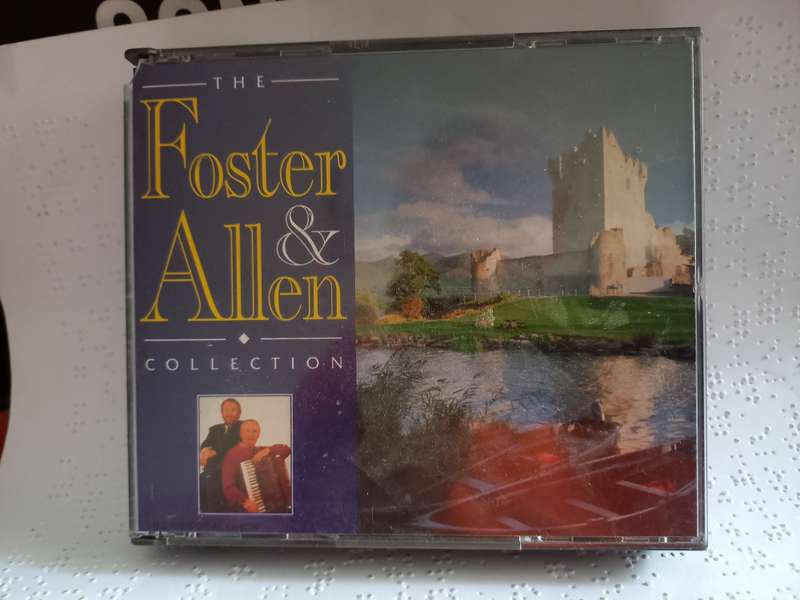 THE
Foster
&
Allen
COLLECTION